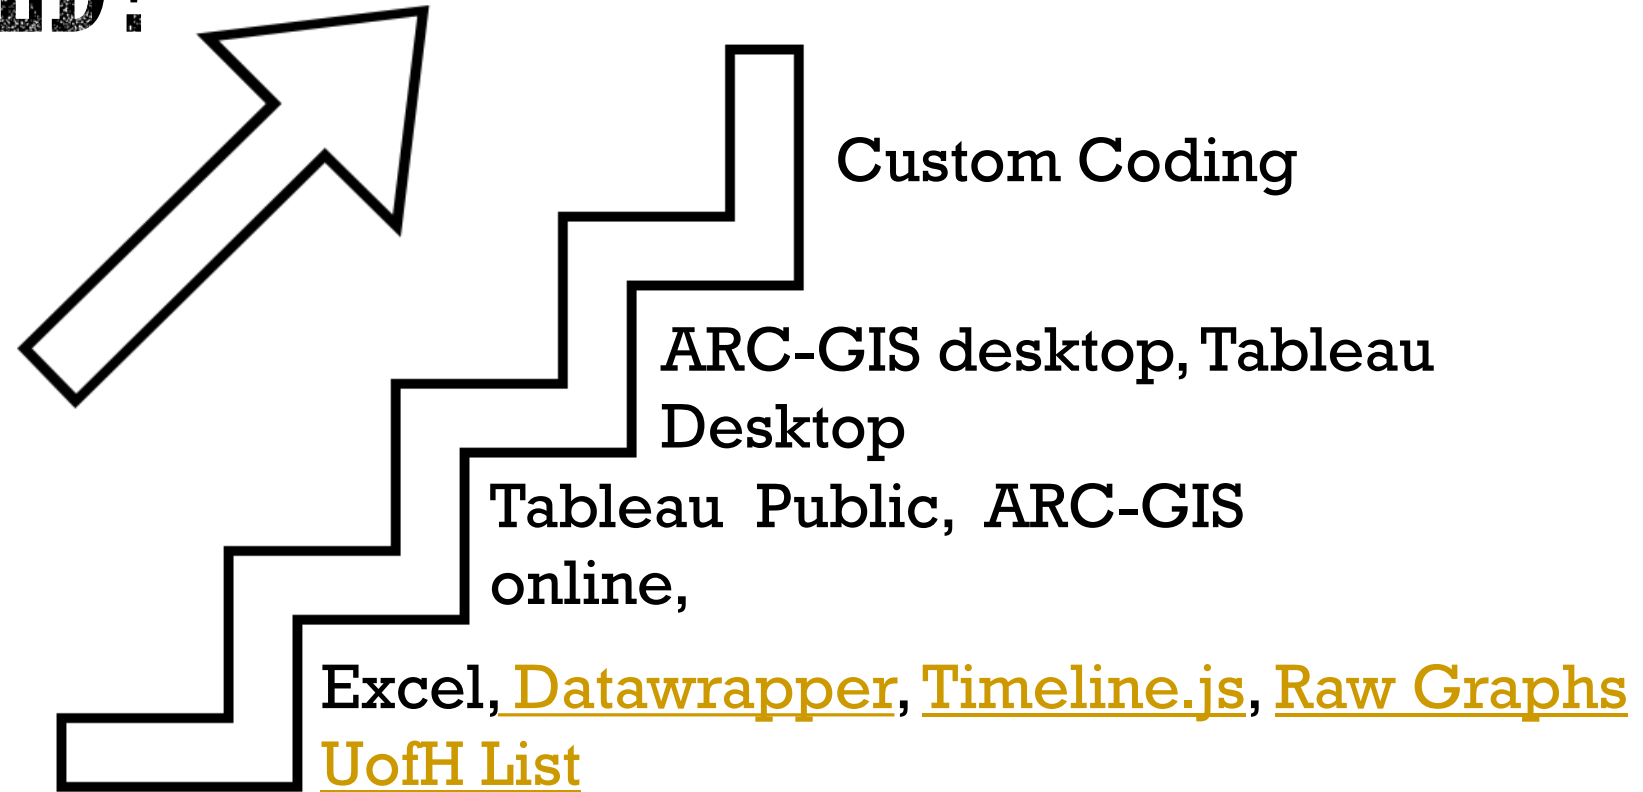 Custom Coding
ARC-GIS desktop, Tableau
Desktop
Tableau Public, ARC-GIS
online,
Excel, Datawrapper, Timeline.js, Raw Graphs
UofH List